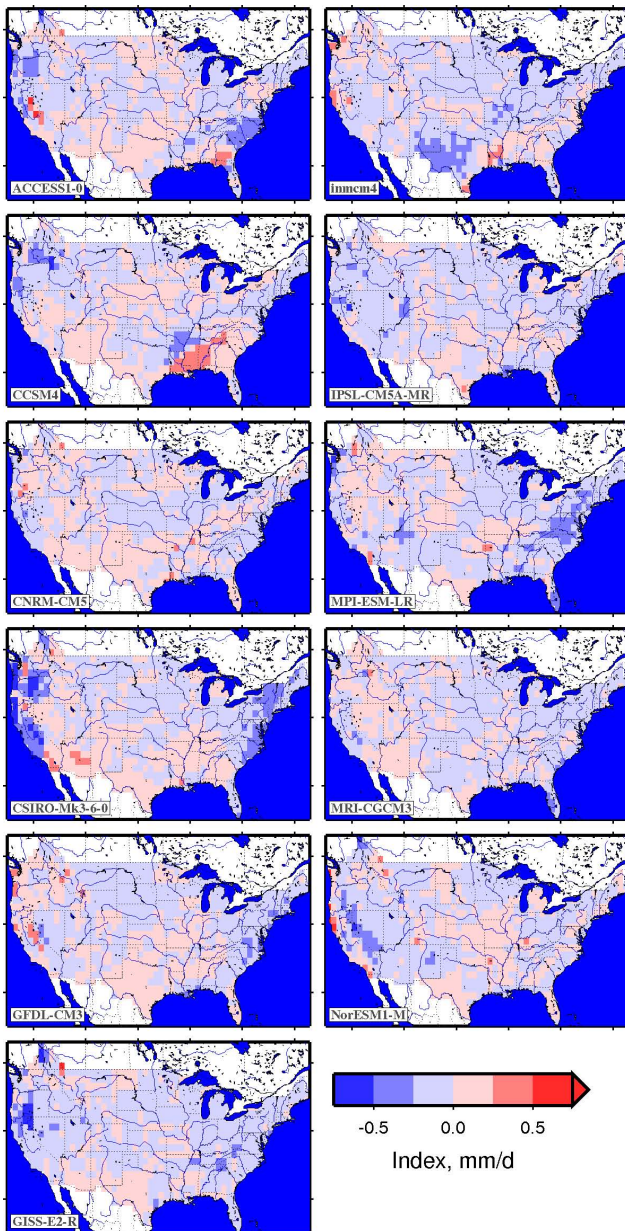 ACCESS1-0
inmcm4
CCSM4
IPSL-CM5A-MR
CNRM-CM5
MPI-ESM-LR
CSIRO-Mk3-6-0
MRI-CGCM3
GFDL-CM3
NorESM1-M
GISS-E2-R
-0.5 0.0 0.5
Index, mm/d